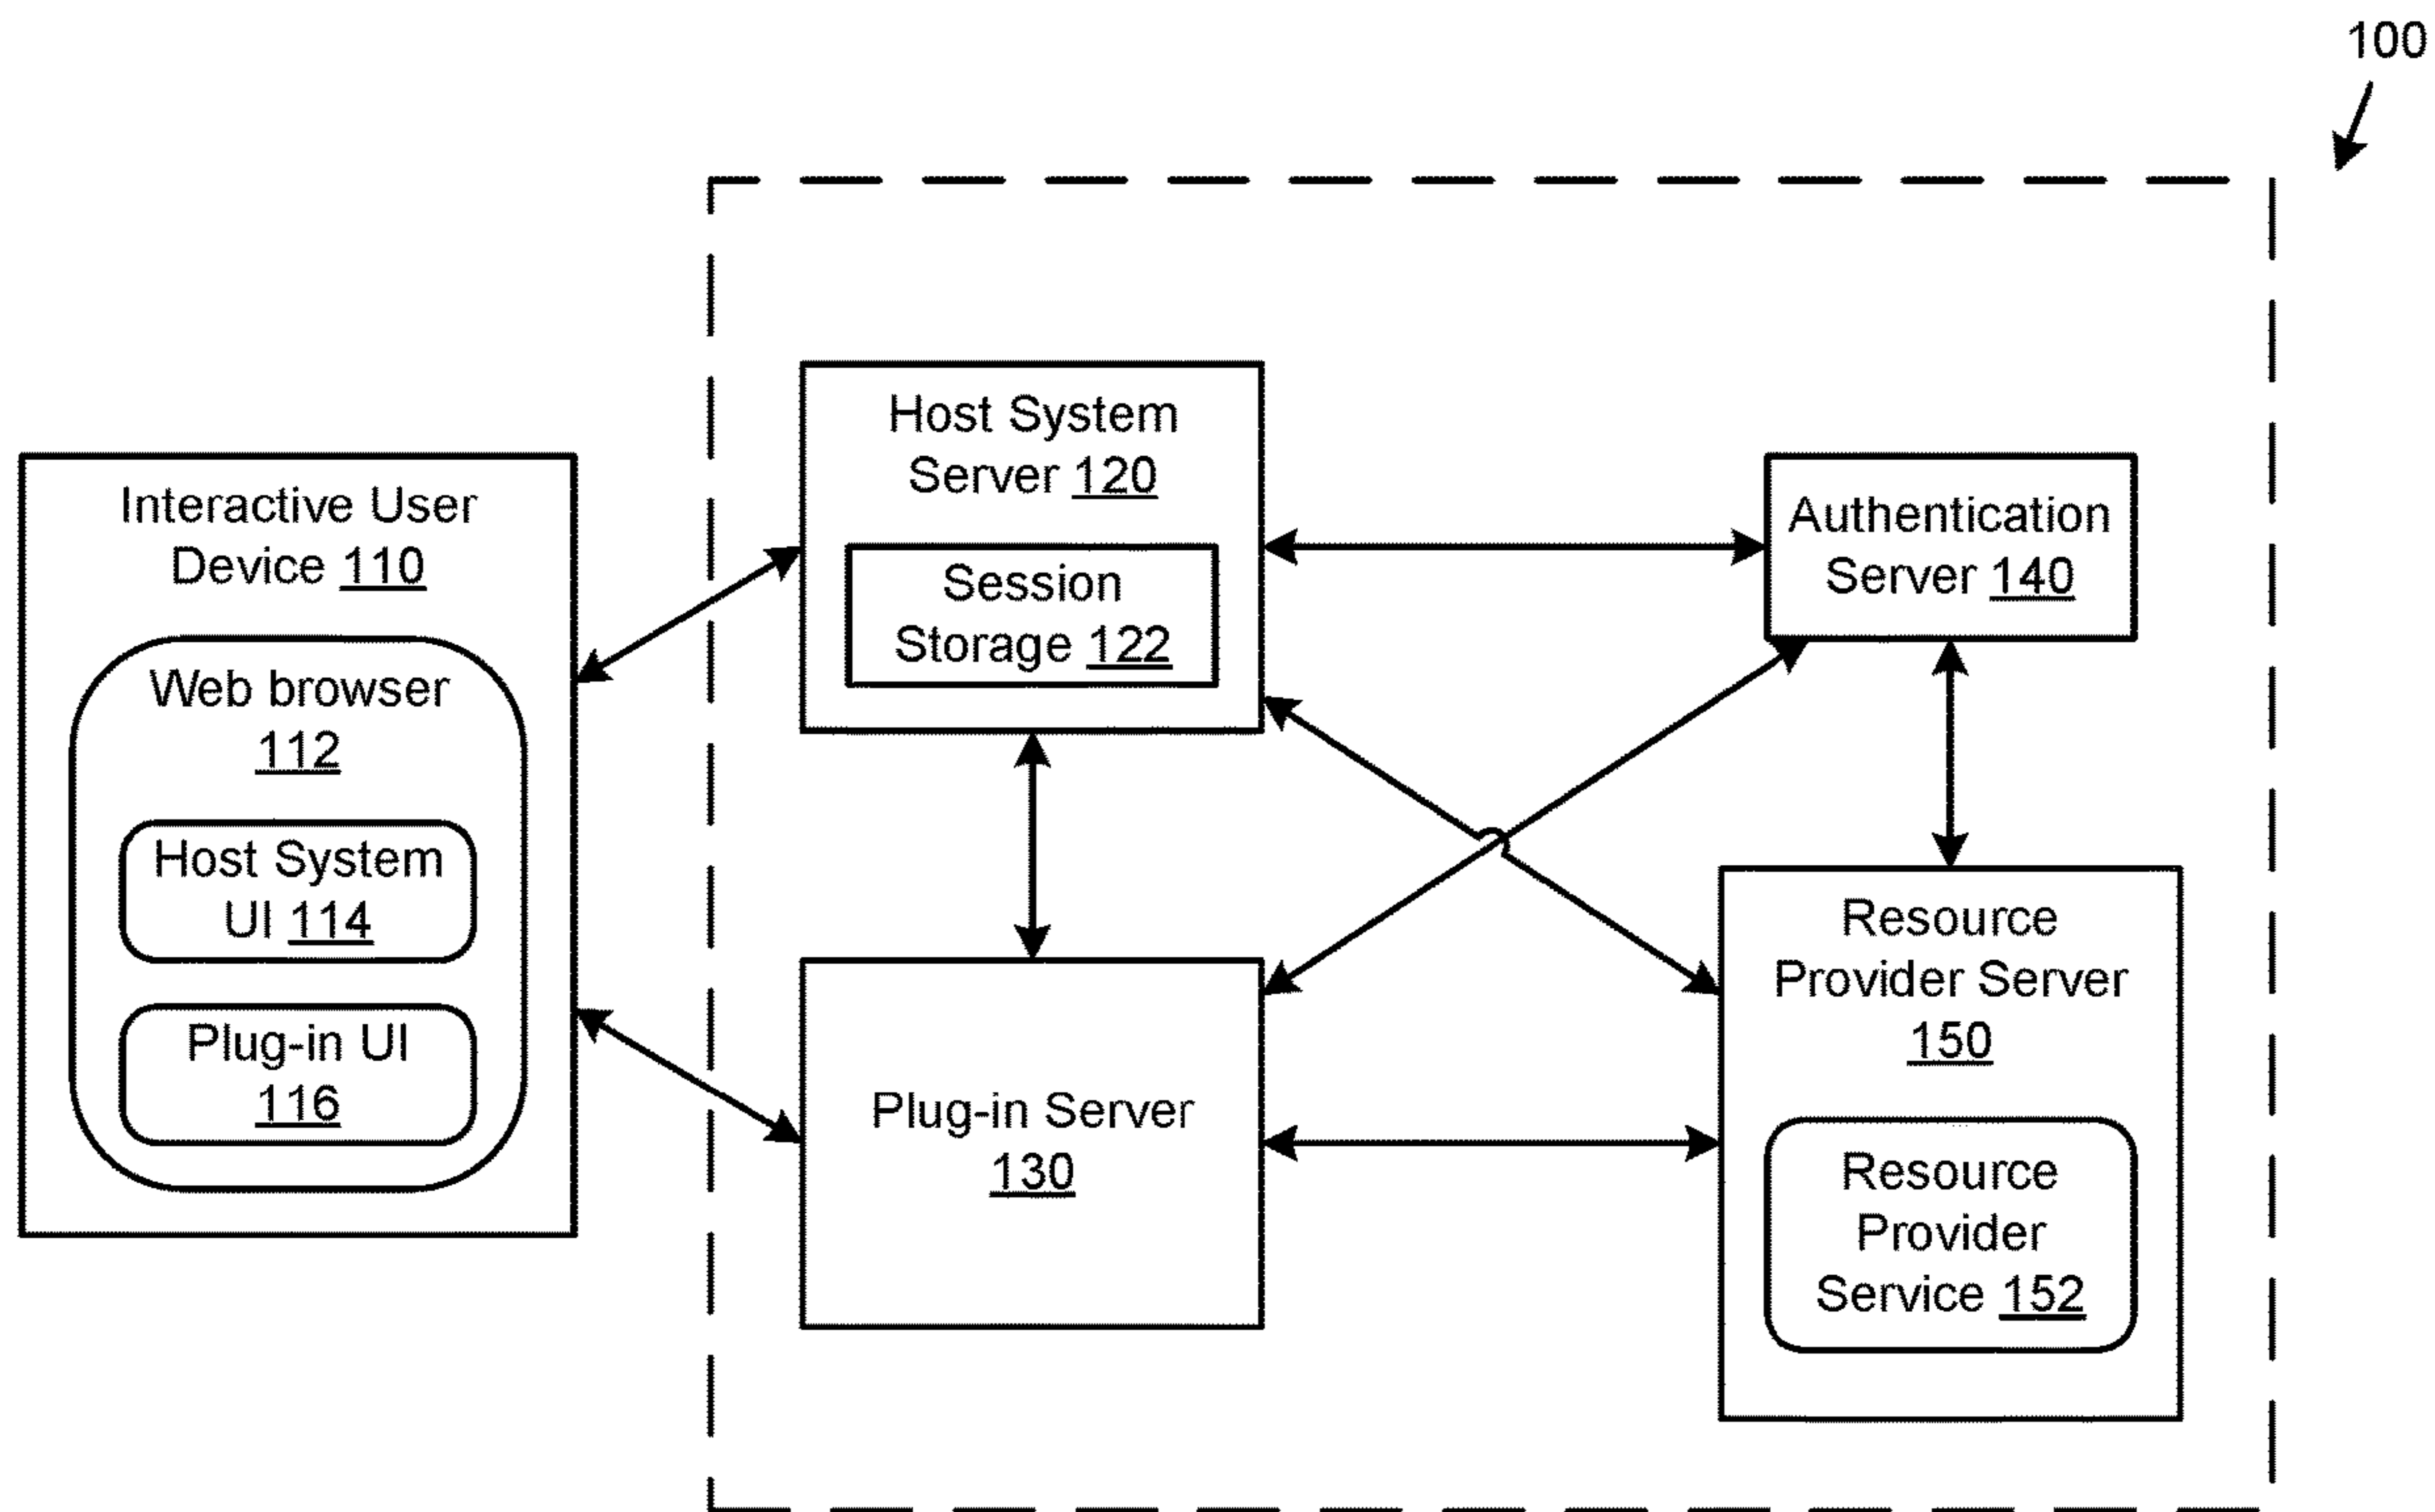 100
Interactive User
Device 110
Web browser
112
Host System
UI 114
Plug-in UI
116
Host System
Server 120
Session
Storage 122
Plug-in Server
130
Authentication
Server 140
Resource
Provider Server
150
Resource
Provider
Service 152